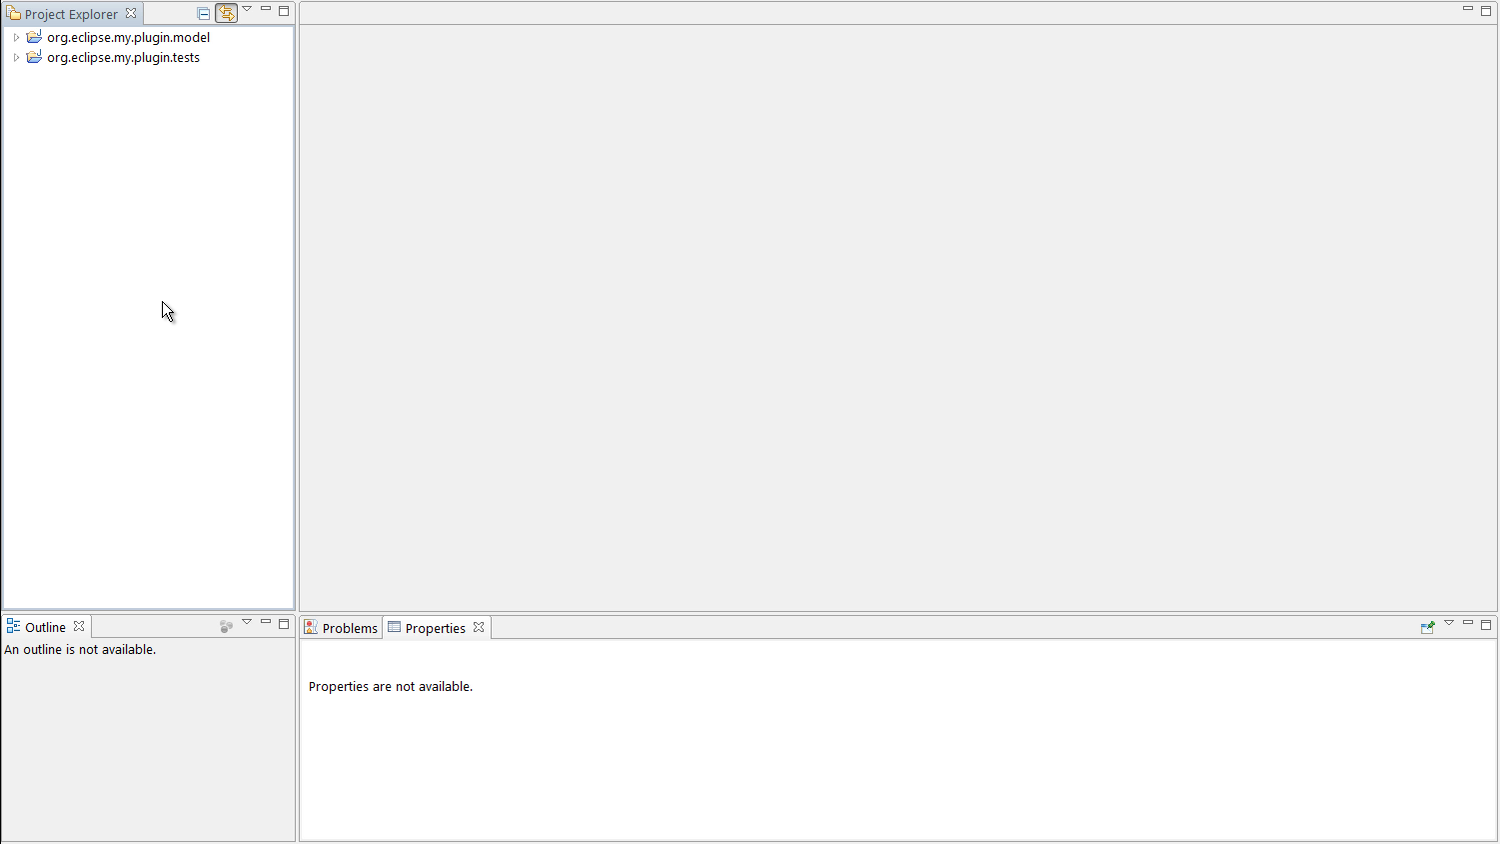 Project Explorer
org.eclipse.my.plugin.model
org.eclipse.my.plugin.tests
Outline
An outline is not available.
Problems
Properties
Properties are not available.